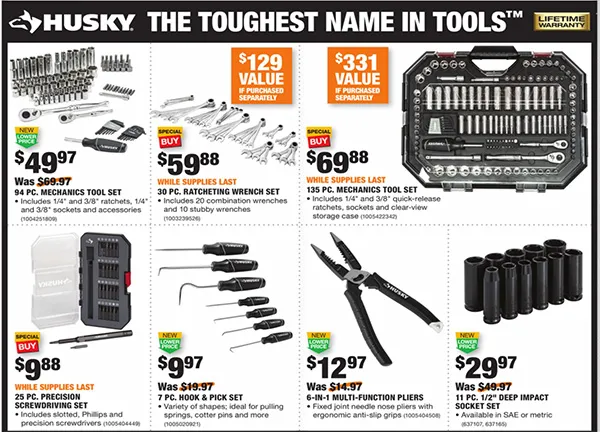 HUSKY THE TOUGHEST NAME IN TOOLS™
LIFETIME
WARRANTY
NEW
LOWER
PRICE
$49 97
Was $69.97
94 PC. MECHANICS TOOL SET
• Includes 1/4" and 3/8" ratchets, 1/4"
and 3/8" sockets and accessories
(1004251809)
$129
VALUE
IF PURCHASED
SEPARATELY
SPECIAL
BUY
$59 88
WHILE SUPPLIES LAST
30 PC. RATCHETING WRENCH SET
• Includes 20 combination wrenches
and 10 stubby wrenches
(1003239526)
$331
VALUE
IF PURCHASED
SEPARATELY
SPECIAL
BUY
$69 88
WHILE SUPPLIES LAST
135 PC. MECHANICS TOOL SET
• Includes 1/4" and 3/8" quick-release
ratchets, sockets and clear-view
storage case (1005422342)
HUSKY
SPECIAL
BUY
$9 88
WHILE SUPPLIES LAST
25 PC. PRECISION
SCREWDRIVING SET
• Includes slotted, Phillips and
precision screwdrivers (1005404449)
NEW
LOWER
PRICE
$9 97
Was $19.97
7 PC. HOOK & PICK SET
• Variety of shapes; ideal for pulling
springs, cotter pins and more
(1005020921)
HUSKY
NEW
LOWER
PRICE
$12 97
Was $14.97
6-IN-1 MULTI-FUNCTION PLIERS
• Fixed joint needle nose pliers with
ergonomic anti-slip grips (1005404508)
NEW
LOWER
PRICE
$29 97
Was $49.97
11 PC. 1/2" DEEP IMPACT
SOCKET SET
• Available in SAE or metric
(637107, 637165)